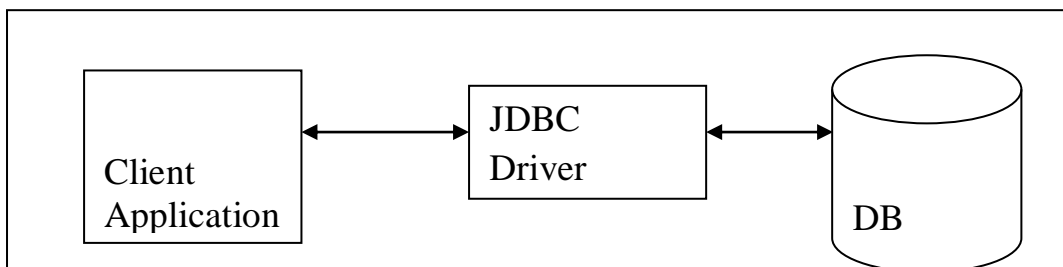 Client
Application
JDBC
Driver
DB